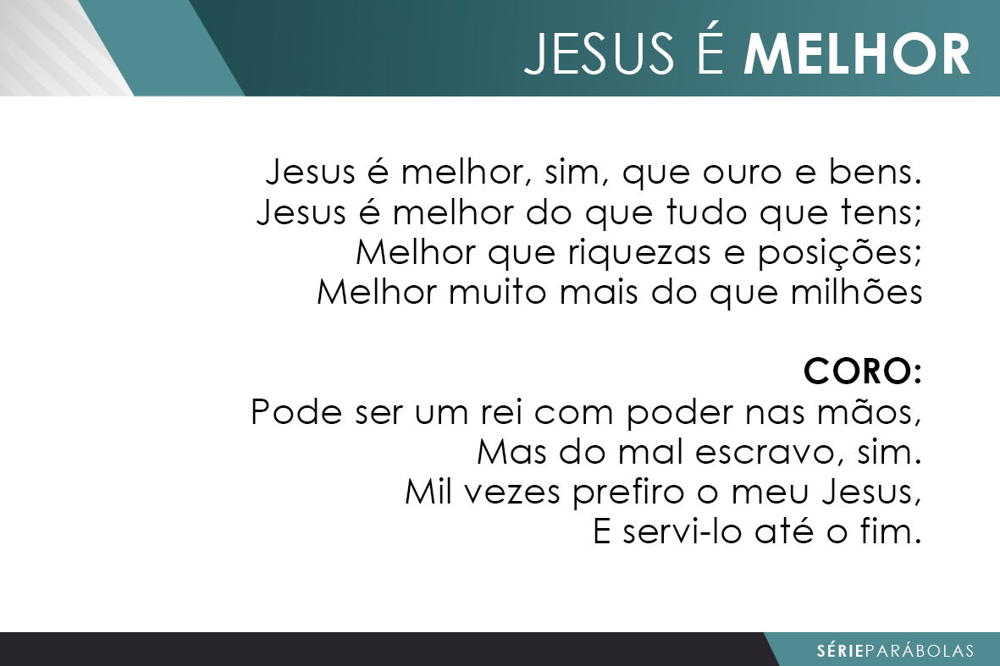 JESUS É MELHOR
Jesus é melhor, sim, que ouro e bens.
Jesus é melhor do que tudo que tens;
Melhor que riquezas e posições;
Melhor muito mais do que milhões
CORO:
Pode ser um rei com poder nas mãos,
Mas do mal escravo, sim.
Mil vezes prefiro o meu Jesus,
E servi-lo até o fim.
SÉRIEPARÁBOLAS